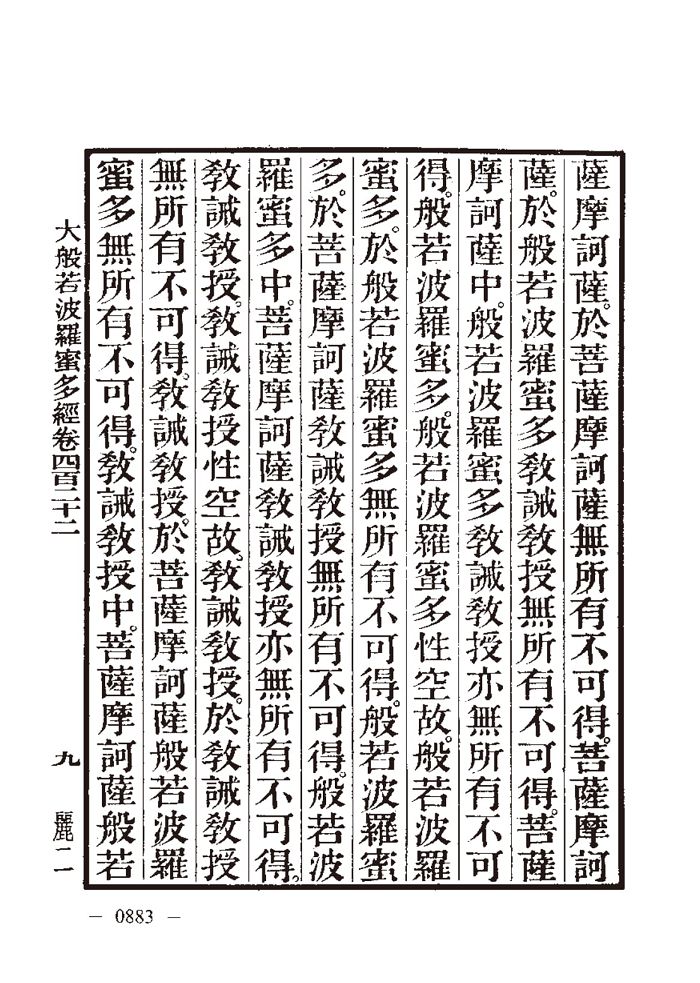 薩摩訶薩。於菩薩摩訶薩無所有不可得。菩薩摩訶
薩。於般若波羅蜜多教誡教授無所有不可得。菩薩
摩訶薩中。般若波羅蜜多教誡教授亦無所有不可
得。般若波羅蜜多。般若波羅蜜多性空故。般若波羅
蜜多。於般若波羅蜜多無所有不可得。般若波羅蜜
多。於菩薩摩訶薩教誡教授無所有不可得。般若波
羅蜜多中。菩薩摩訶薩教誡教授亦無所有不可得。
教誡教授。教誡教授性空故。教誡教授。於教誡教授
無所有不可得。教誡教授。於菩薩摩訶薩般若波羅
蜜多無所有不可得。教誡教授中。菩薩摩訶薩般若
大般若波羅蜜多經卷四百二十二
九
麗二一
— 0883 —